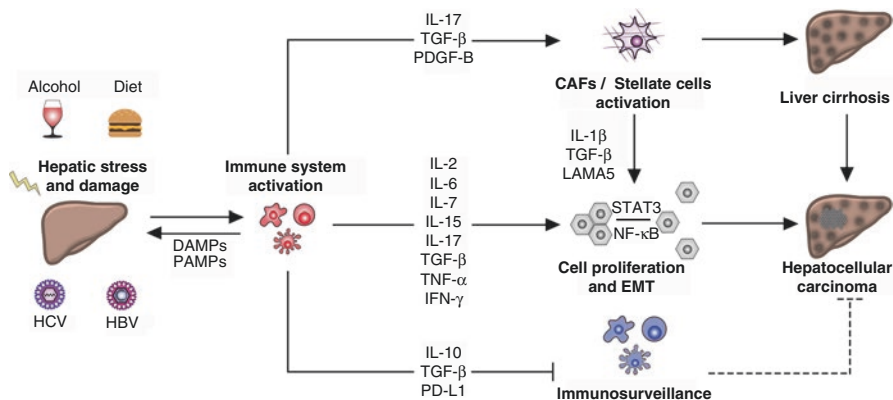 IL-17
TGF-β
PDGF-B
CAFs / Stellate cells
activation
Liver cirrhosis
Alcohol
Diet
Hepatic stress
and damage
DAMPs
PAMPs
HCV
HBV
Immune system
activation
IL-2
IL-6
IL-7
IL-15
IL-17
TGF-β
TNF-α
IFN-γ
IL-1β
TGF-β
LAMA5
STAT3
NF-κB
Cell proliferation
and EMT
Hepatocellular
carcinoma
IL-10
TGF-β
PD-L1
Immunosurveillance